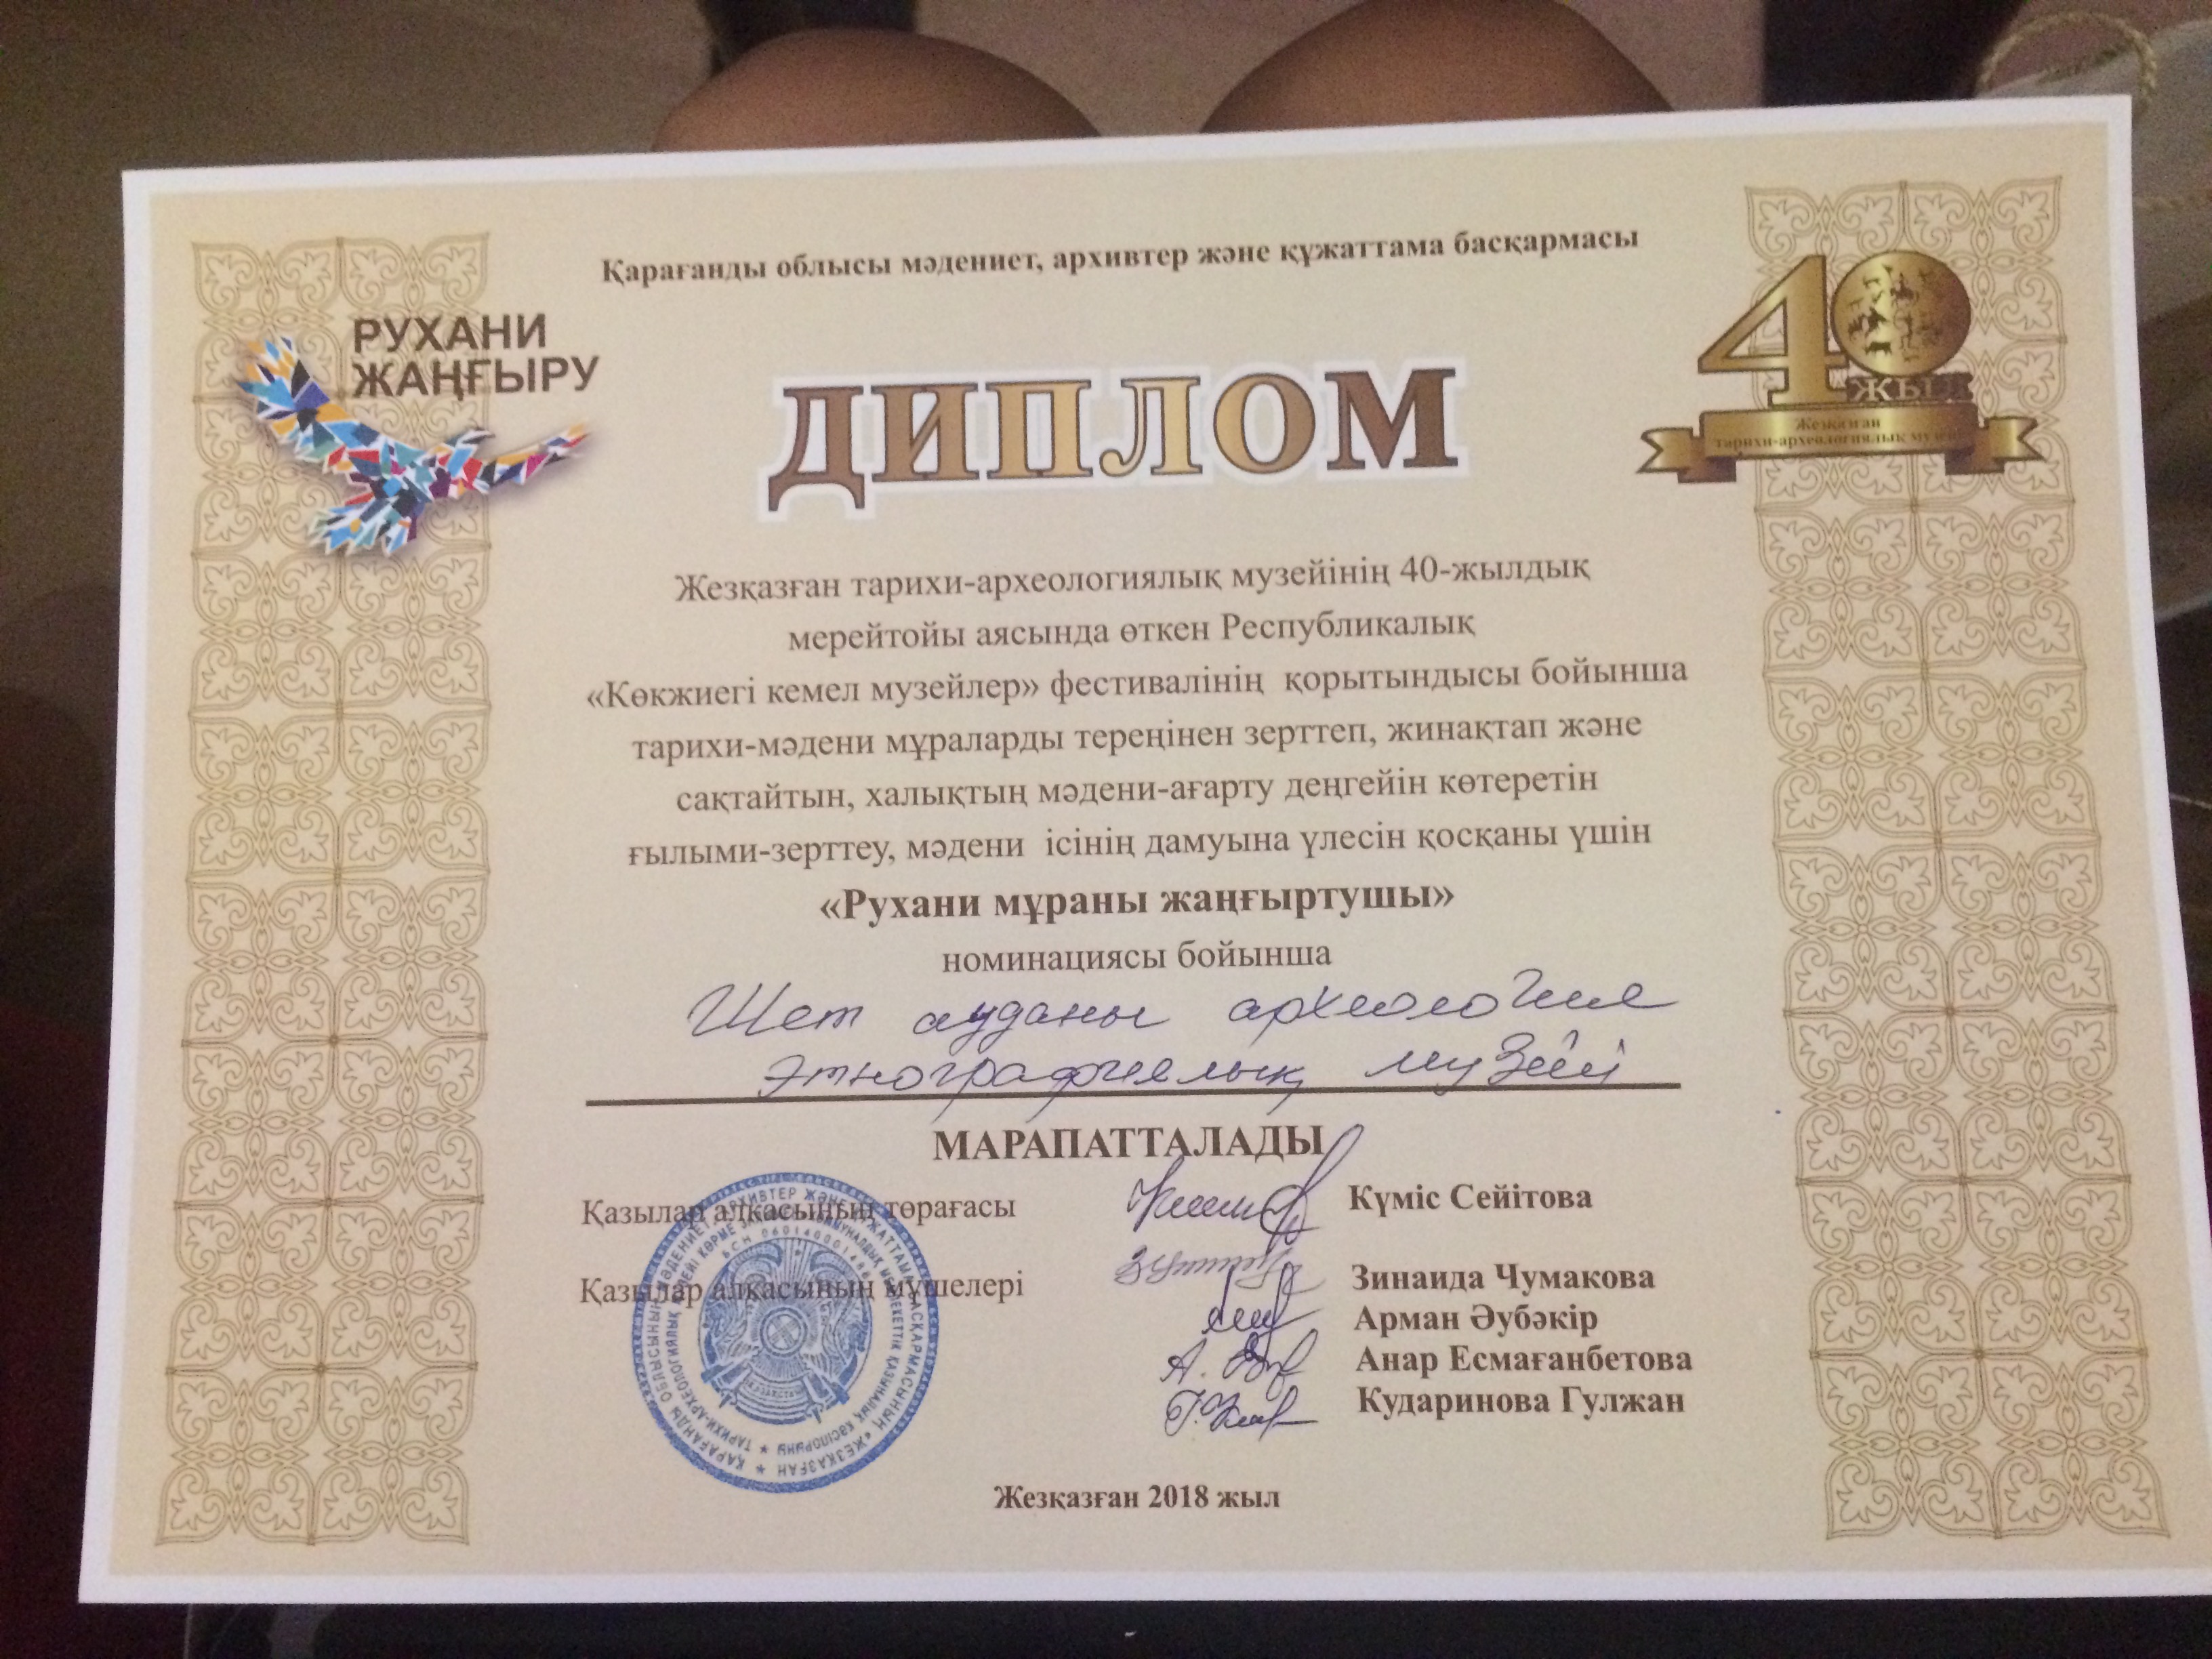 Қарағанды облысы мәдениет, архивтер және құжаттама басқармасы
РУХАНИ
ЖАҢҒЫРУ
40
ЖЫЛ
Жезқазған
тарихи-археологиялық музейі
ДИПЛОМ
Жезқазған тарихи-археологиялық музейінің 40-жылдық
мерейтойы аясында өткен Республикалық
«Көкжиегі кемел музейлер» фестивалінің қорытындысы бойынша
тарихи-мәдени мұраларды тереңінен зерттеп, жинақтап және
сақтайтын, халықтың мәдени-ағарту деңгейін көтеретін
ғылыми-зерттеу, мәдени ісінің дамуына үлесін қосқаны үшін
«Рухани мұраны жаңғыртушы»
номинациясы бойынша
Шет ауданы археология
этнографиялық музейі
МАРАПАТТАЛАДЫ
Қазылар алқасының төрағасы Күміс Сейітова
Қазылар алқасының мүшелері Зинаида Чумакова
Арман Әубәкір
Анар Есмағанбетова
Кударинова Гулжан
Жезқазған 2018 жыл